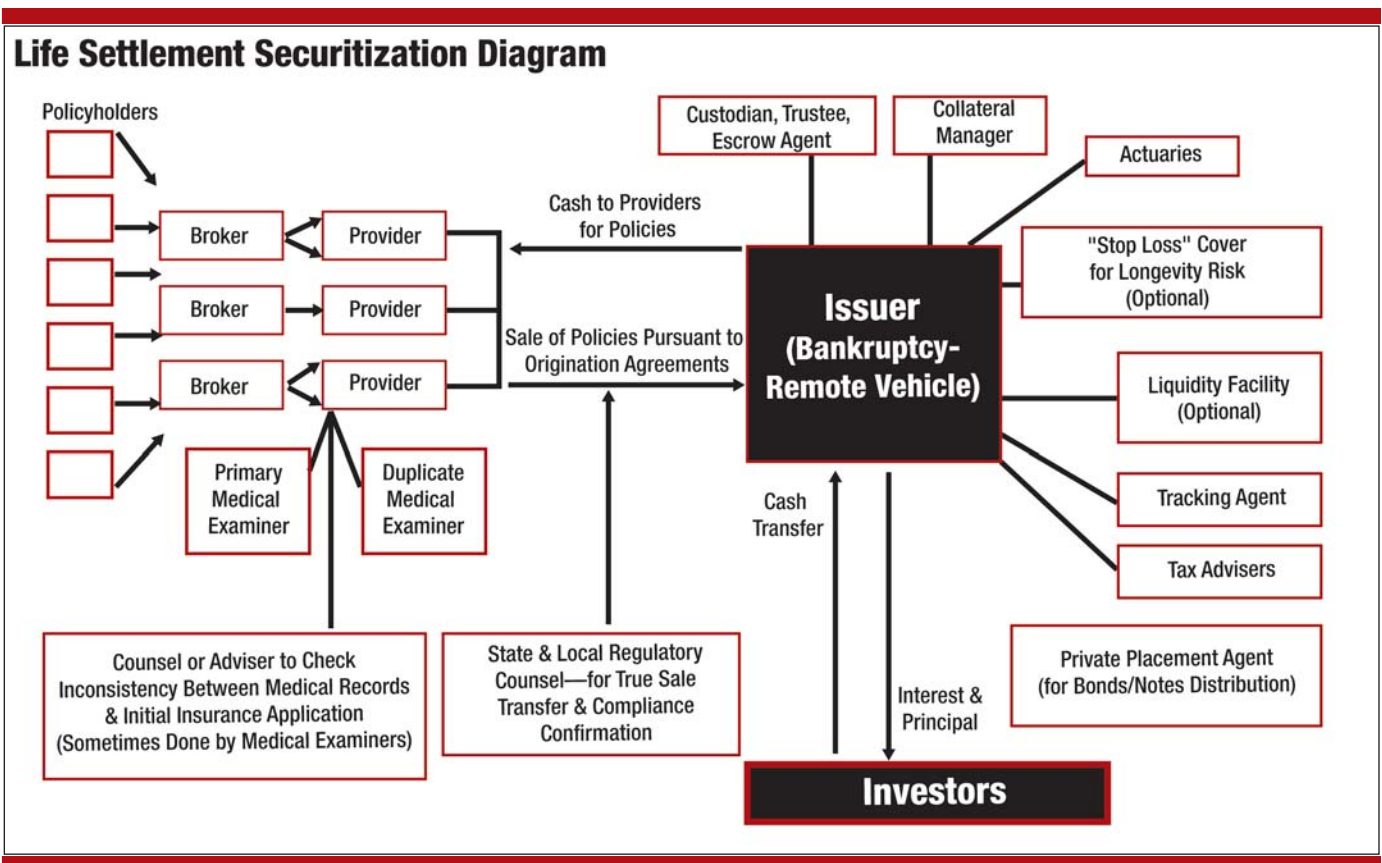 Life Settlement Securitization Diagram
Policyholders
Custodian, Trustee,
Escrow Agent
Collateral
Manager
Actuaries
Cash to Providers
for Policies
Broker
Provider
"Stop Loss" Cover
for Longevity Risk
(Optional)
Broker
Provider
Issuer
(Bankruptcy-
Remote Vehicle)
Sale of Policies Pursuant to
Origination Agreements
Broker
Provider
Liquidity Facility
(Optional)
Primary
Medical
Examiner
Duplicate
Medical
Examiner
Cash
Transfer
Tracking Agent
Tax Advisers
Counsel or Adviser to Check
Inconsistency Between Medical Records
& Initial Insurance Application
(Sometimes Done by Medical Examiners)
State & Local Regulatory
Counsel—for True Sale
Transfer & Compliance
Confirmation
Interest &
Principal
Private Placement Agent
(for Bonds/Notes Distribution)
Investors